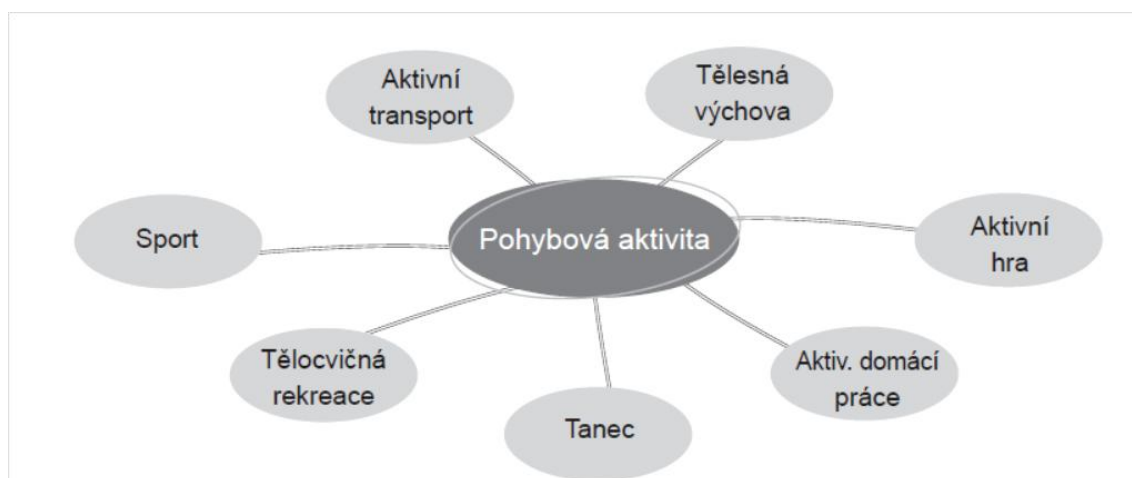 Aktivní
transport
Tělesná
výchova
Sport
Pohybová aktivita
Aktivní
hra
Tělocvičná
rekreace
Aktiv. domácí
práce
Tanec